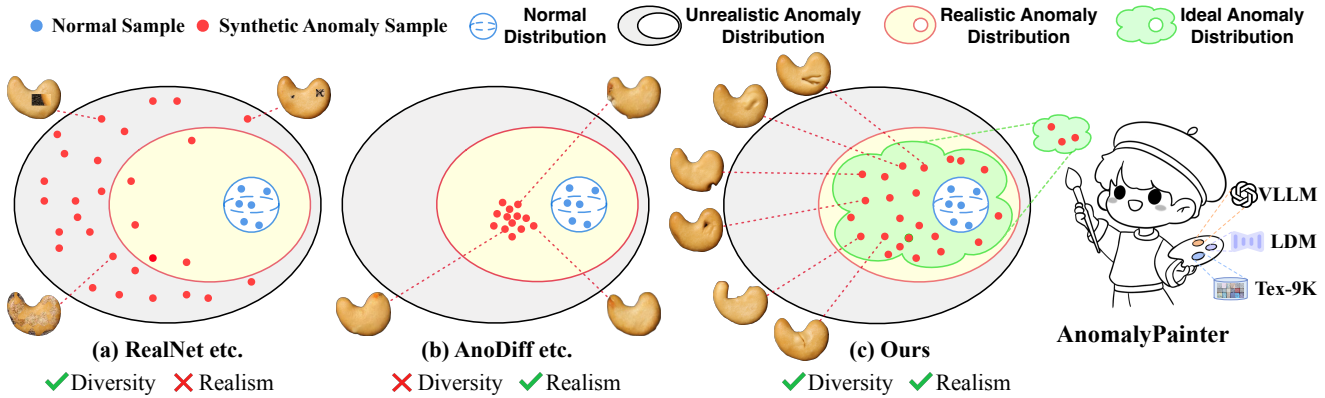 Normal Sample
Synthetic Anomaly Sample
Normal
Distribution
Unrealistic Anomaly
Distribution
Realistic Anomaly
Distribution
Ideal Anomaly
Distribution
VLLM
LDM
Tex-9K
AnomalyPainter
(a) RealNet etc.
Diversity
Realism
(b) AnoDiff etc.
Diversity
Realism
(c) Ours
Diversity
Realism